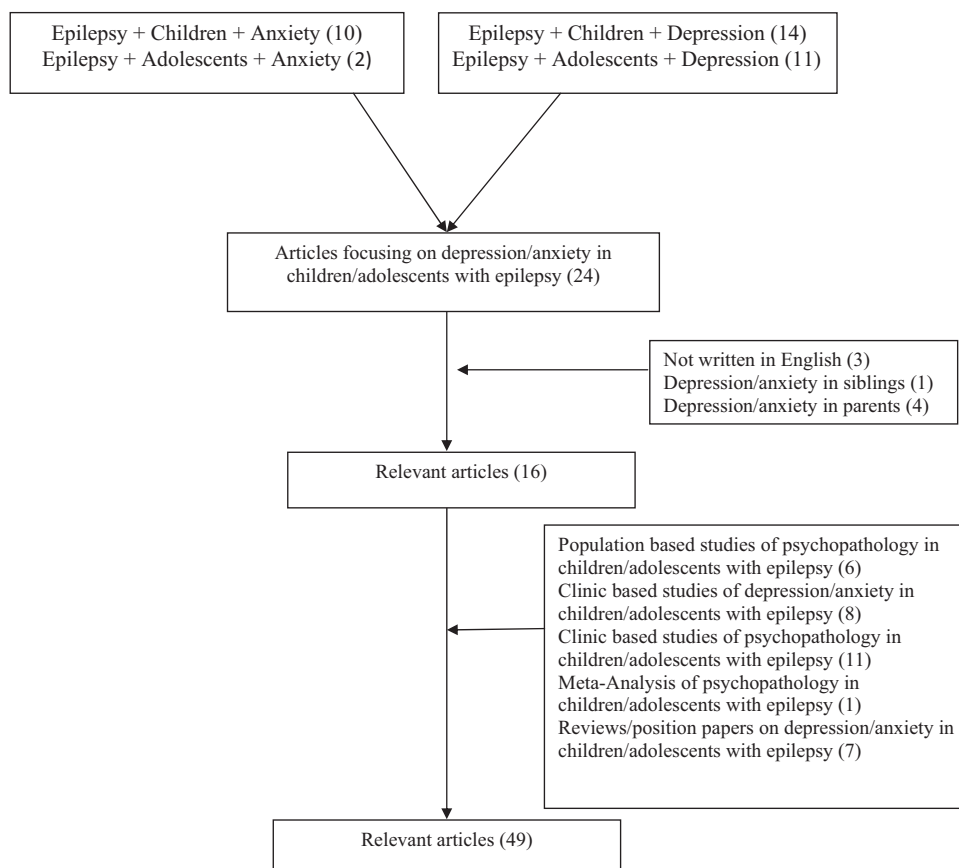 Epilepsy + Children + Anxiety (10)
Epilepsy + Adolescents + Anxiety (2)
Epilepsy + Children + Depression (14)
Epilepsy + Adolescents + Depression (11)
Articles focusing on depression/anxiety in
children/adolescents with epilepsy (24)
Not written in English (3)
Depression/anxiety in siblings (1)
Depression/anxiety in parents (4)
Relevant articles (16)
Population based studies of psychopathology in
children/adolescents with epilepsy (6)
Clinic based studies of depression/anxiety in
children/adolescents with epilepsy (8)
Clinic based studies of psychopathology in
children/adolescents with epilepsy (11)
Meta-Analysis of psychopathology in
children/adolescents with epilepsy (1)
Reviews/position papers on depression/anxiety in
children/adolescents with epilepsy (7)
Relevant articles (49)